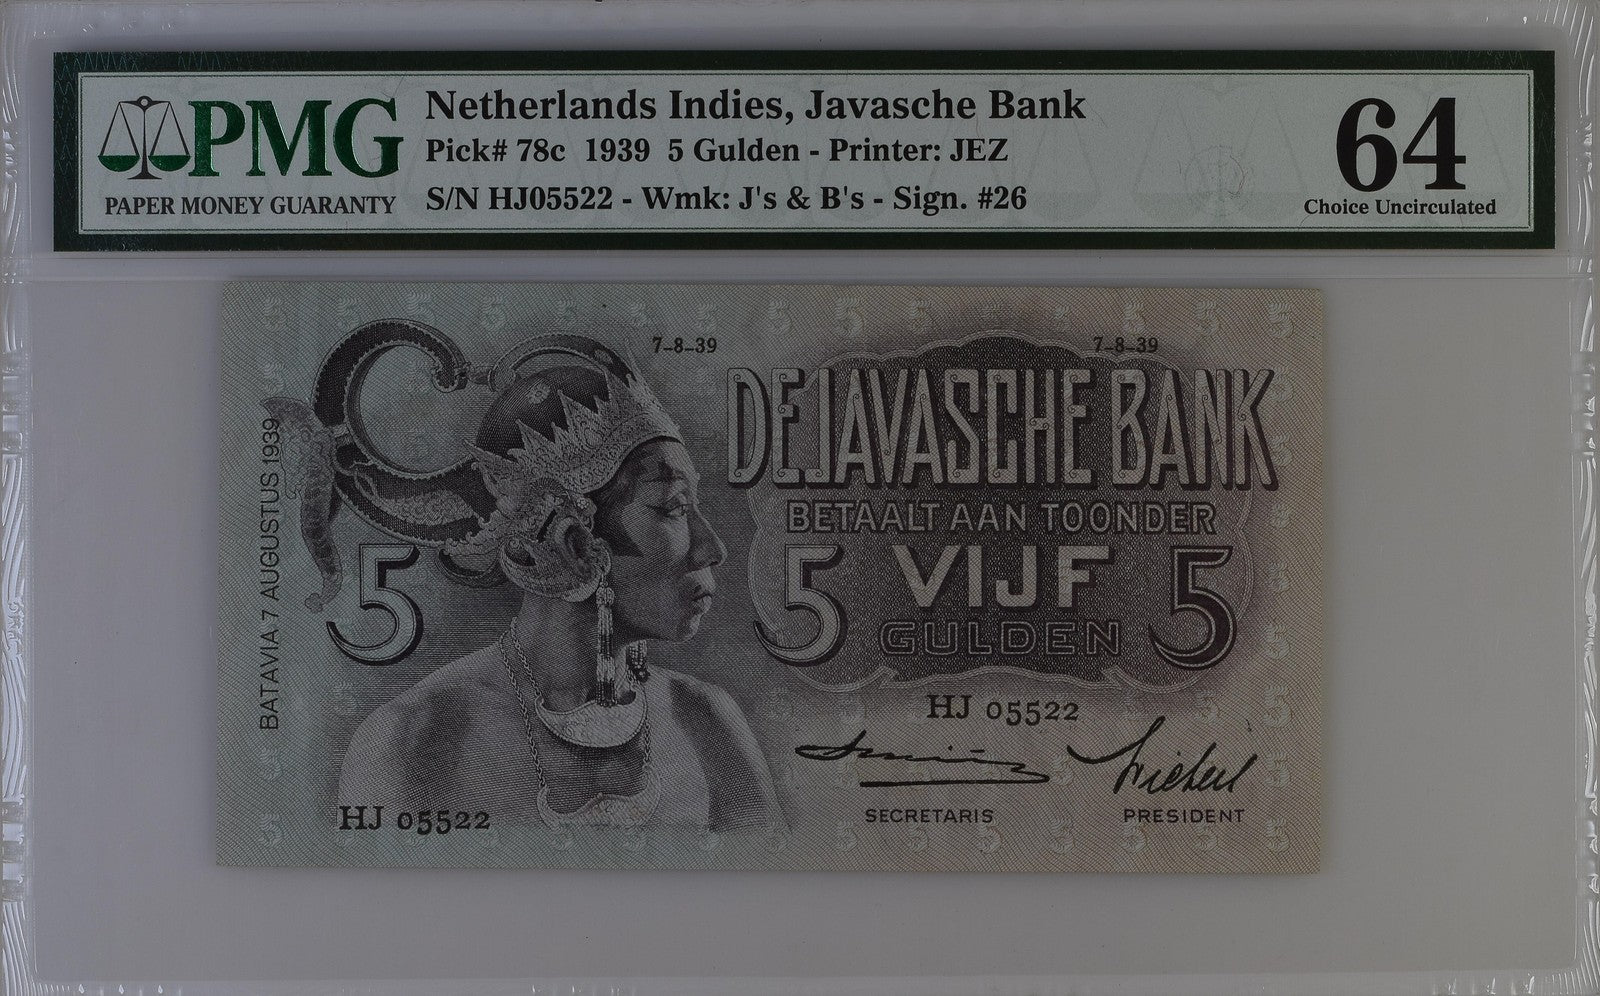 PMG
PAPER MONEY GUARANTY
Netherlands Indies, Javasche Bank
Pick# 78c 1939 5 Gulden - Printer: JEZ
S/N HJ05522 - Wmk: J's & B's - Sign. #26
64
Choice Uncirculated
7-8-39 7-8-39
DE JAVASCHE BANK
BETAALT AAN TOONDER
5 5 VIJF 5
GULDEN
BATAVIA 7 AUGUSTUS 1939
HJ 05522
SECRETARIS PRESIDENT
HJ 05522